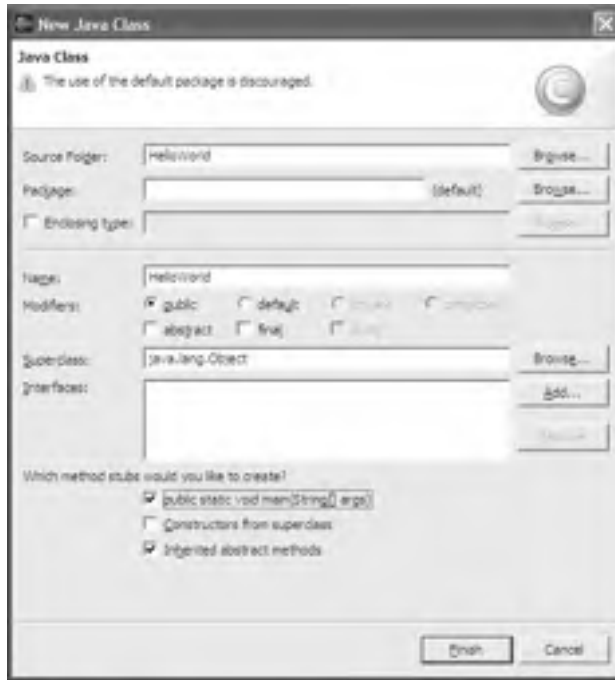 New Java Class
Java Class
The use of the default package is discouraged.
Source Folder: HelloWorld Browse...
Package: (default) Browse...
Enclosing type:
Name: HelloWorld
Modifiers: public default
abstract final
Superclass: java.lang.Object Browse...
Interfaces: Add...
Which method stubs would you like to create?
public static void main(String[] args)
Constructors from superclass
Inherited abstract methods
Finish Cancel